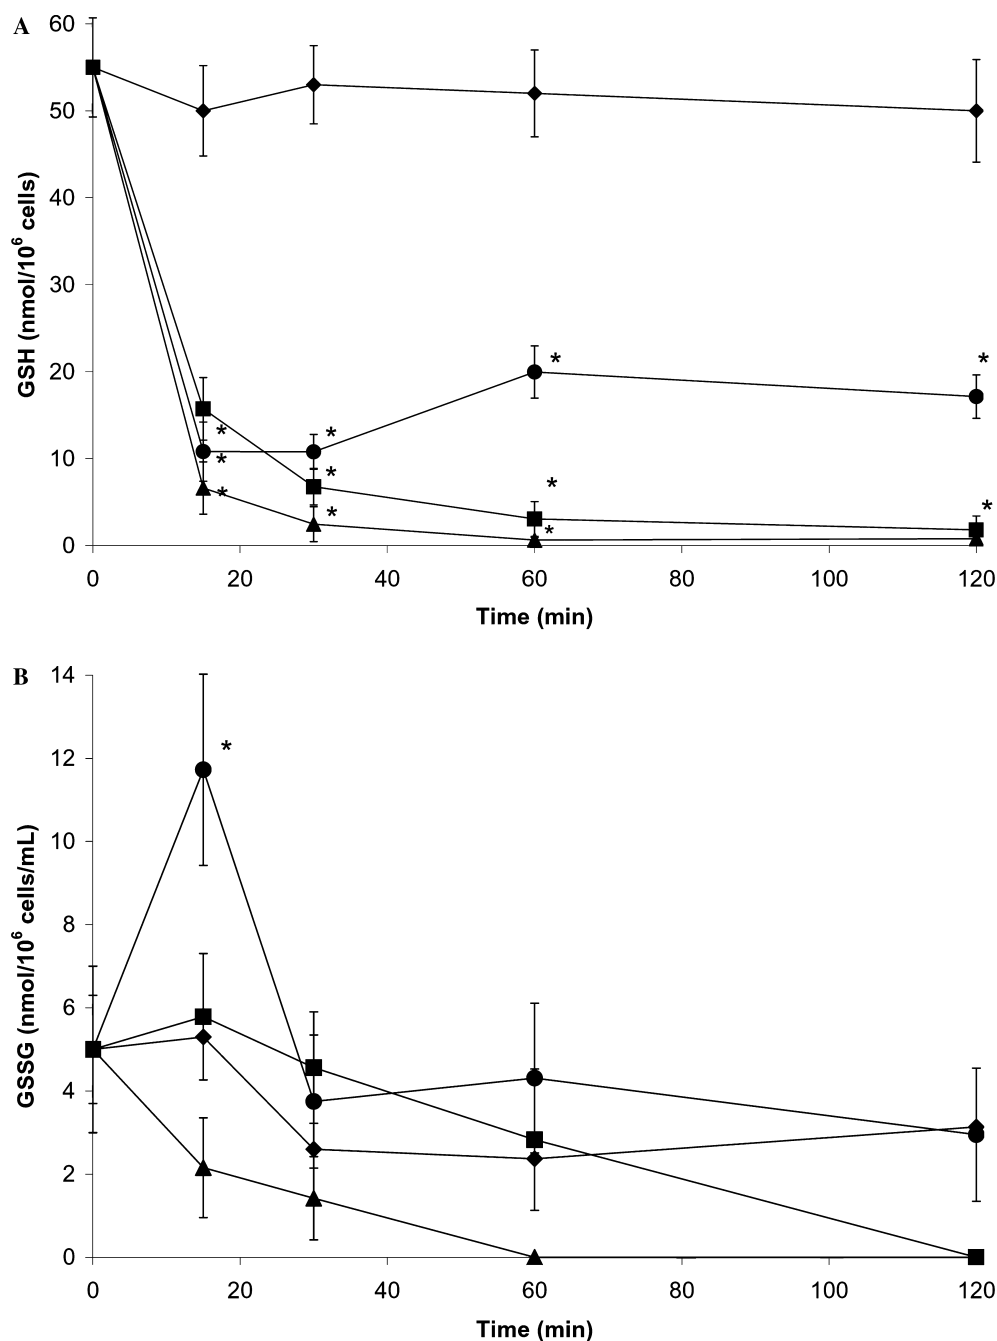 A
60
50
40
30
20
10
0
GSH (nmol/10⁶ cells)
* * * *
* * *
* * *
* *
0 20 40 60 80 100 120
Time (min)
B
14
12
10
8
6
4
2
0
GSSG (nmol/10⁶ cells/mL)
*
0 20 40 60 80 100 120
Time (min)